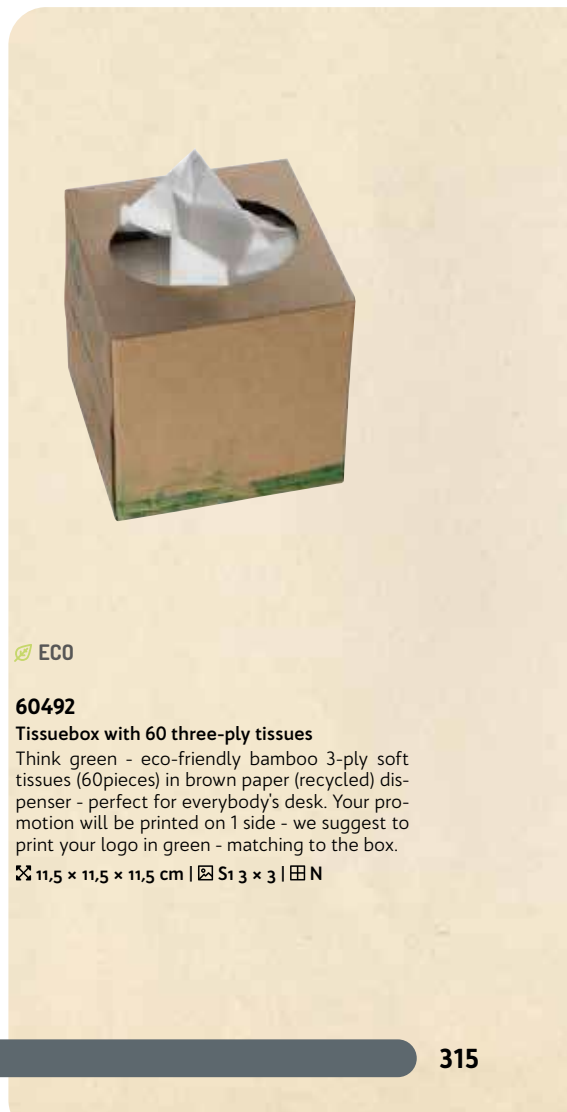 ECO
60492
Tissuebox with 60 three-ply tissues
Think green - eco-friendly bamboo 3-ply soft
tissues (60pieces) in brown paper (recycled) dis-
penser - perfect for everybody's desk. Your pro-
motion will be printed on 1 side - we suggest to
print your logo in green - matching to the box.
11,5 × 11,5 × 11,5 cm | S1 3 × 3 | N
315